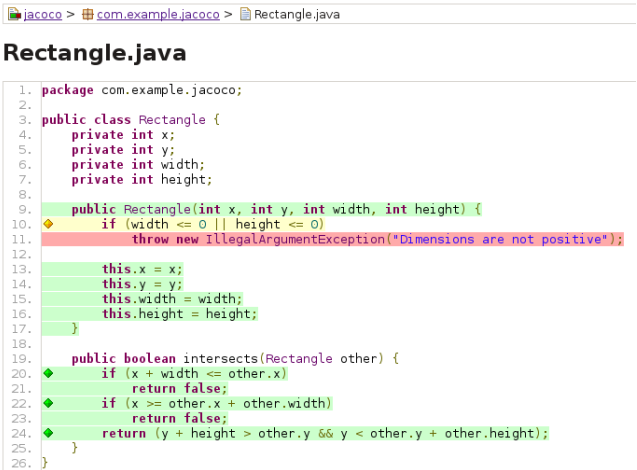 jacoco > com.example.jacoco > Rectangle.java
Rectangle.java
1. package com.example.jacoco;
2.
3. public class Rectangle {
4.     private int x;
5.     private int y;
6.     private int width;
7.     private int height;
8.
9.     public Rectangle(int x, int y, int width, int height) {
10.         if (width <= 0 || height <= 0)
11.             throw new IllegalArgumentException("Dimensions are not positive");
12.
13.         this.x = x;
14.         this.y = y;
15.         this.width = width;
16.         this.height = height;
17.     }
18.
19.     public boolean intersects(Rectangle other) {
20.         if (x + width <= other.x)
21.             return false;
22.         if (x >= other.x + other.width)
23.             return false;
24.         return (y + height > other.y && y < other.y + other.height);
25.     }
26. }